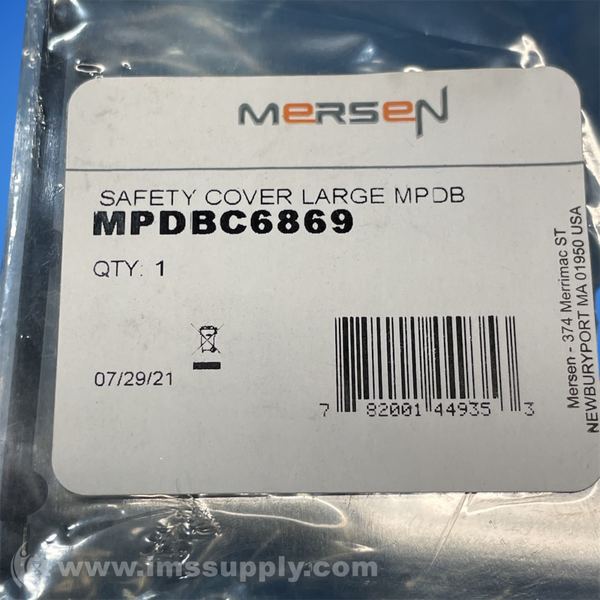 MERSEN
SAFETY COVER LARGE MPDB
MPDBC6869
QTY: 1
07/29/21
7 82001 44935 3
Mersen - 374 Merrimac ST
NEWBURYPORT MA 01950 USA
www.imssupply.com